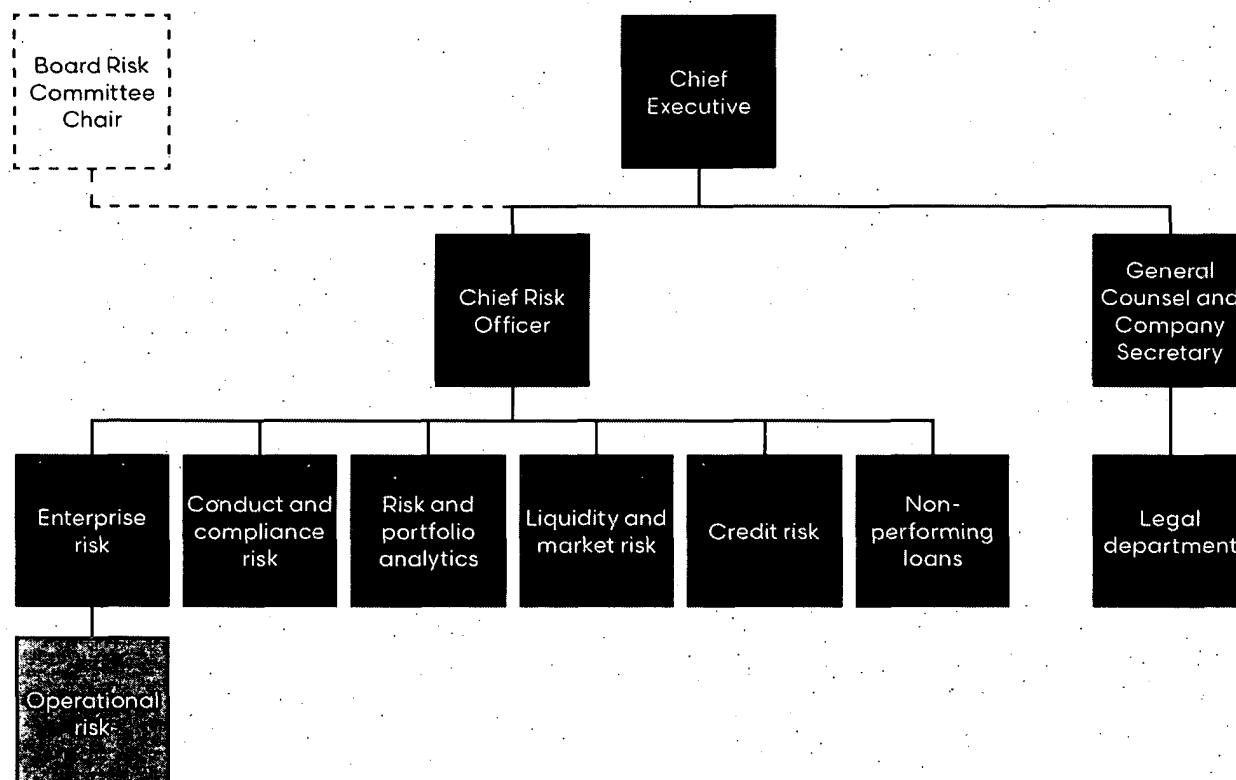 Board Risk
Committee
Chair
Chief
Executive
Chief Risk
Officer
General
Counsel and
Company
Secretary
Enterprise
risk
Conduct and
compliance
risk
Risk and
portfolio
analytics
Liquidity and
market risk
Credit risk
Non-
performing
loans
Legal
department
Operational
risk